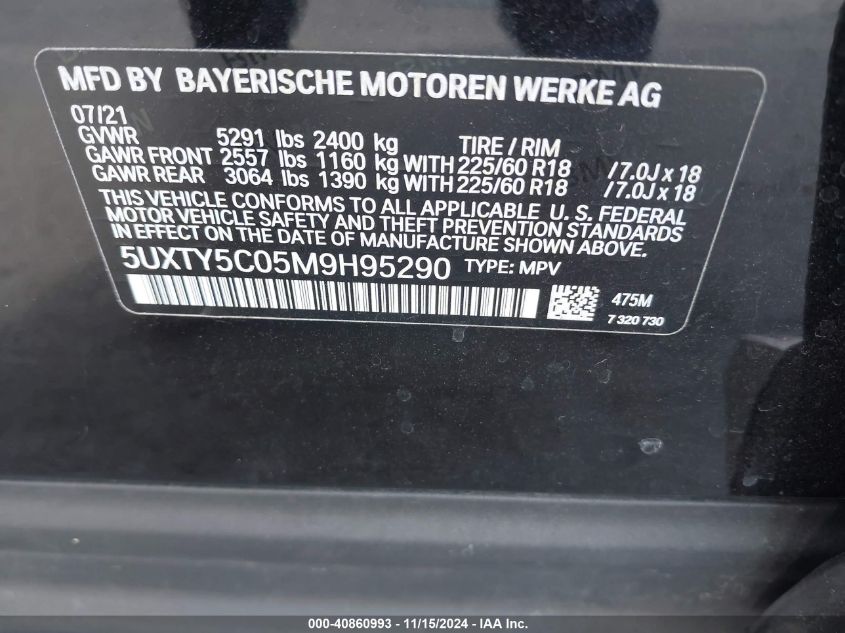 MFD BY BAYERISCHE MOTOREN WERKE AG
07/21
GVWR 5291 lbs 2400 kg TIRE / RIM
GAWR FRONT 2557 lbs 1160 kg WITH 225/60 R18 /7.0J x 18
GAWR REAR 3064 lbs 1390 kg WITH 225/60 R18 /7.0J x 18
THIS VEHICLE CONFORMS TO ALL APPLICABLE U. S. FEDERAL
MOTOR VEHICLE SAFETY AND THEFT PREVENTION STANDARDS
IN EFFECT ON THE DATE OF MANUFACTURE SHOWN ABOVE.
5UXTY5C05M9H95290 TYPE: MPV
475M
7 320 730
000-40860993 - 11/15/2024 - IAA Inc.